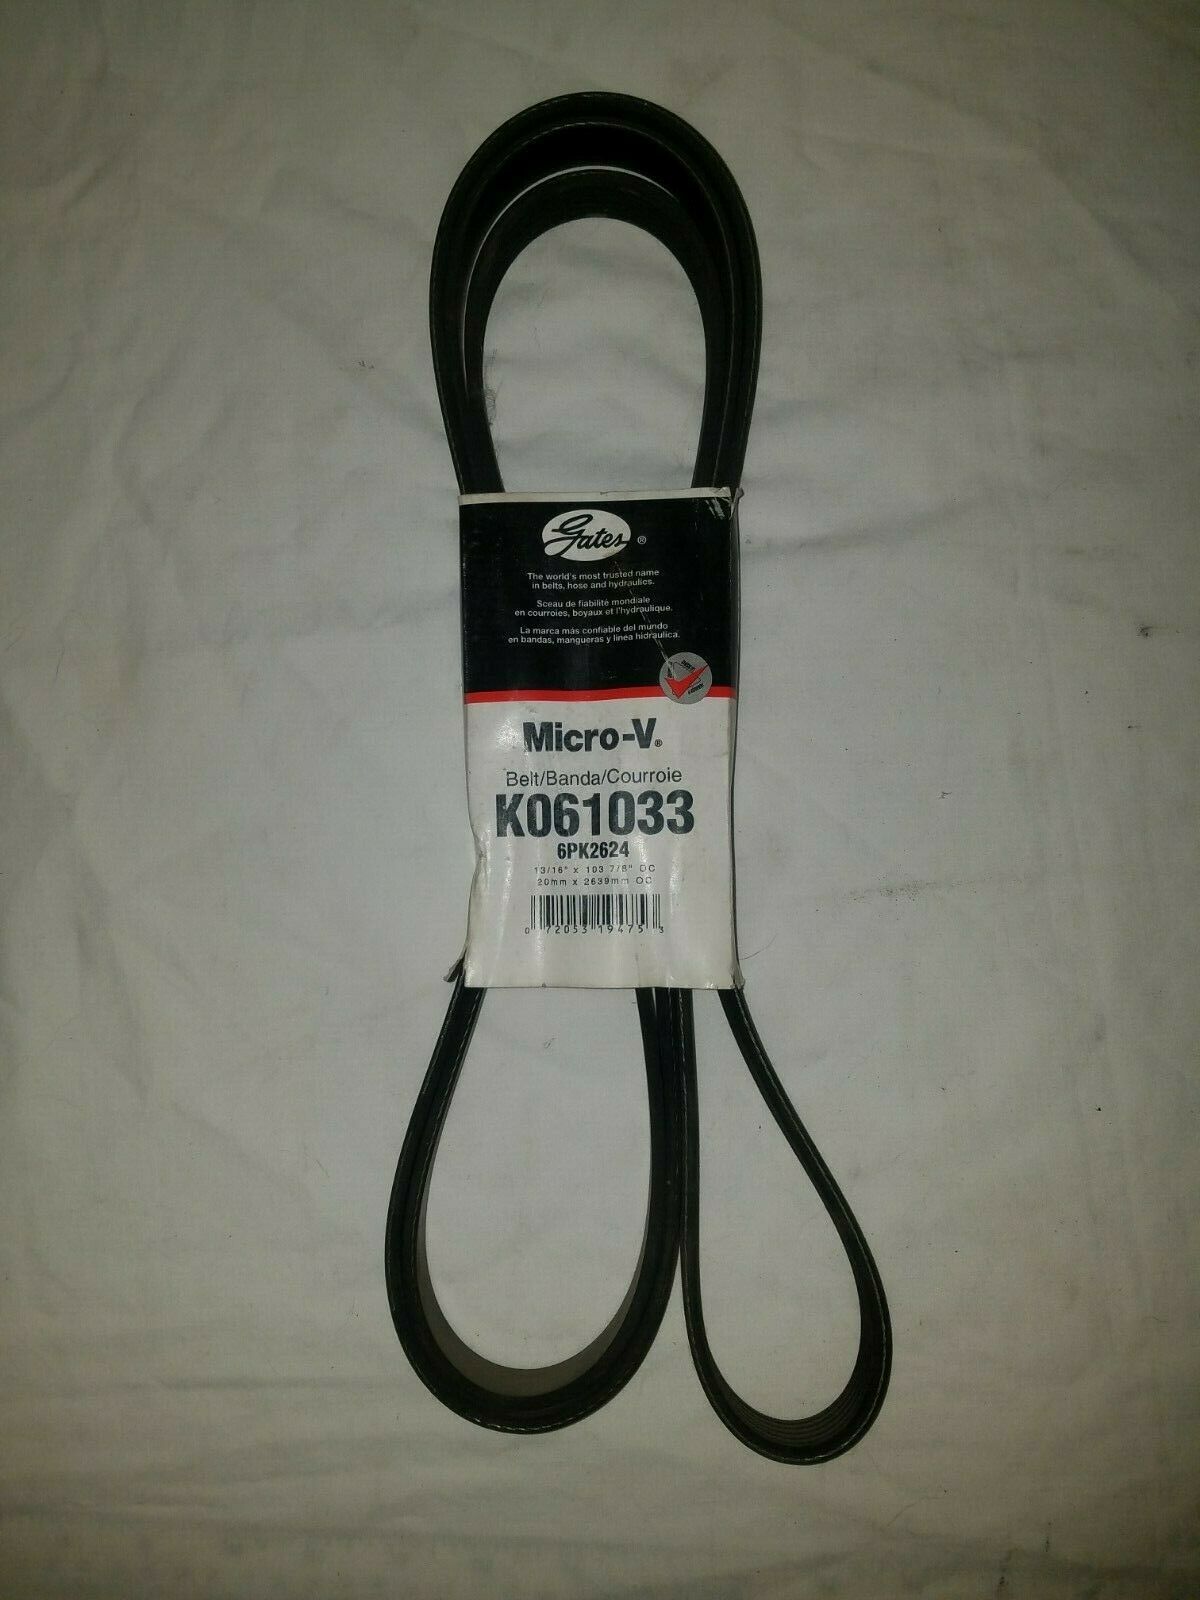 Gates ®
The world's most trusted name
in belts, hose and hydraulics.
Sceau de fiabilité mondiale
en courroies, boyaux et l'hydraulique.
La marca más confiable del mundo
en bandas, mangueras y linea hidraulica.
Micro-V®
Belt/Banda/Courroie
K061033
6PK2624
13/16" x 103 7/8" OC
20mm x 2639mm OC
0 72053 19475 3